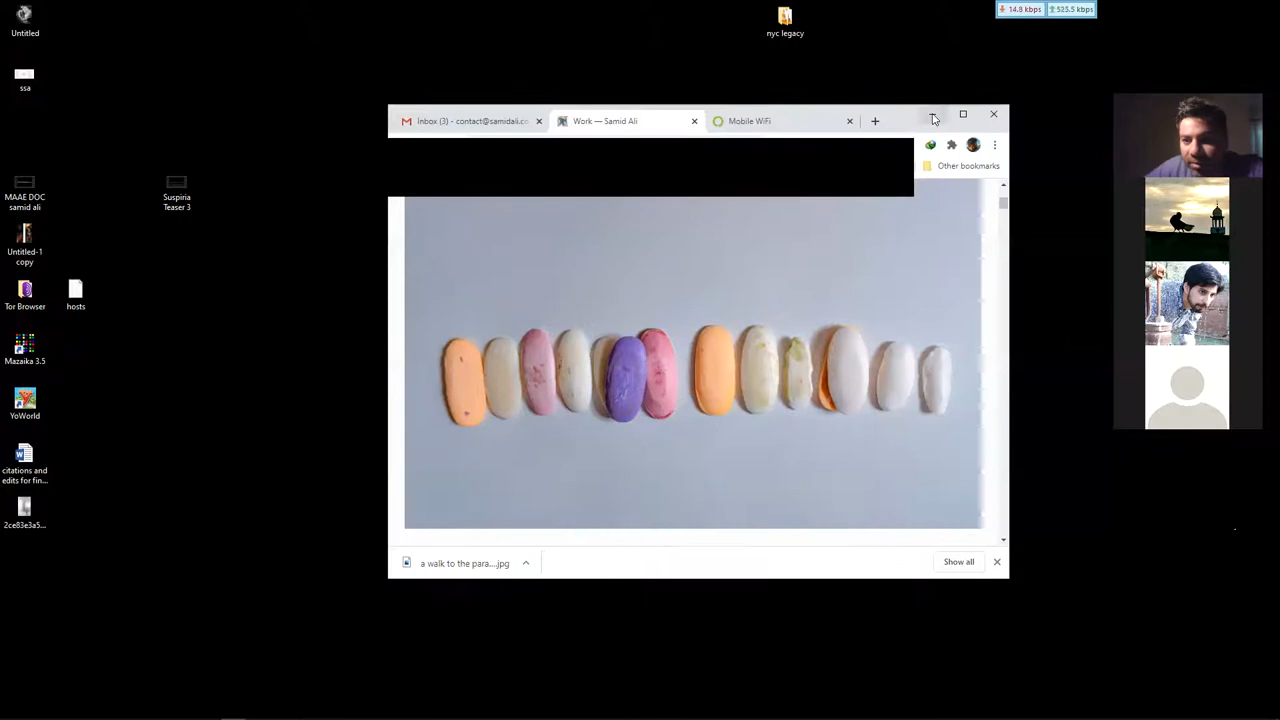 Untitled
nyc legacy
14.8 kbps
525.5 kbps
ssa
Inbox (3) - contact@samidali.co
Work — Samid Ali
Mobile WiFi
Other bookmarks
MAAE DOC
samid ali
Suspiria
Teaser 3
Untitled-1
copy
Tor Browser
hosts
Mazaika 3.5
YoWorld
citations and
edits for fin...
2ce83e3a5...
a walk to the para....jpg
Show all